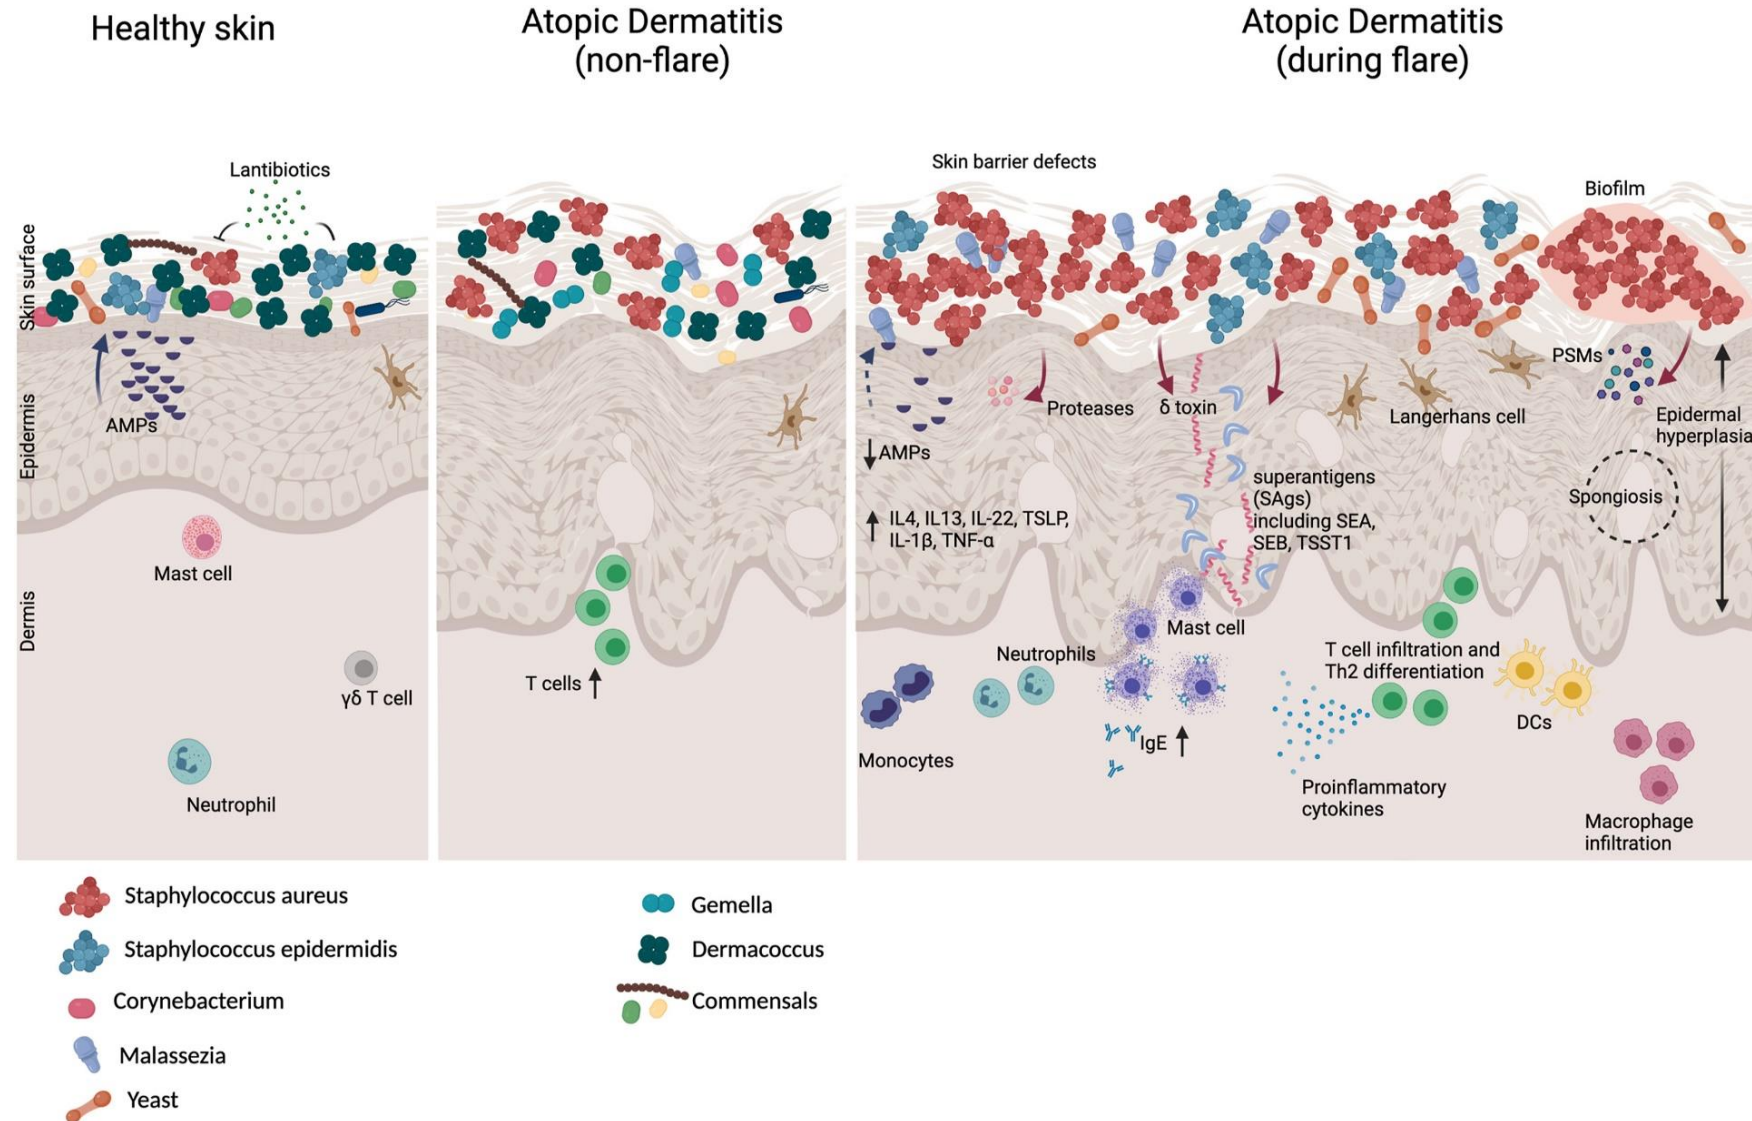 Healthy skin
Atopic Dermatitis
(non-flare)
Atopic Dermatitis
(during flare)
Skin surface
Epidermis
Dermis
Lantibiotics
AMPs
Mast cell
γδ T cell
Neutrophil
T cells
Skin barrier defects
Biofilm
PSMs
Proteases
δ toxin
Langerhans cell
Epidermal
hyperplasia
AMPs
IL4, IL13, IL-22, TSLP,
IL-1β, TNF-α
superantigens
(SAgs)
including SEA,
SEB, TSST1
Spongiosis
Mast cell
Neutrophils
Monocytes
IgE
T cell infiltration and
Th2 differentiation
DCs
Proinflammatory
cytokines
Macrophage
infiltration
Staphylococcus aureus
Staphylococcus epidermidis
Corynebacterium
Malassezia
Yeast
Gemella
Dermacoccus
Commensals